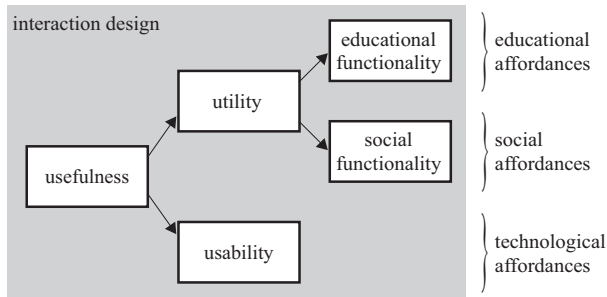 interaction design
educational
functionality
educational
affordances
utility
social
functionality
social
affordances
usefulness
usability
technological
affordances